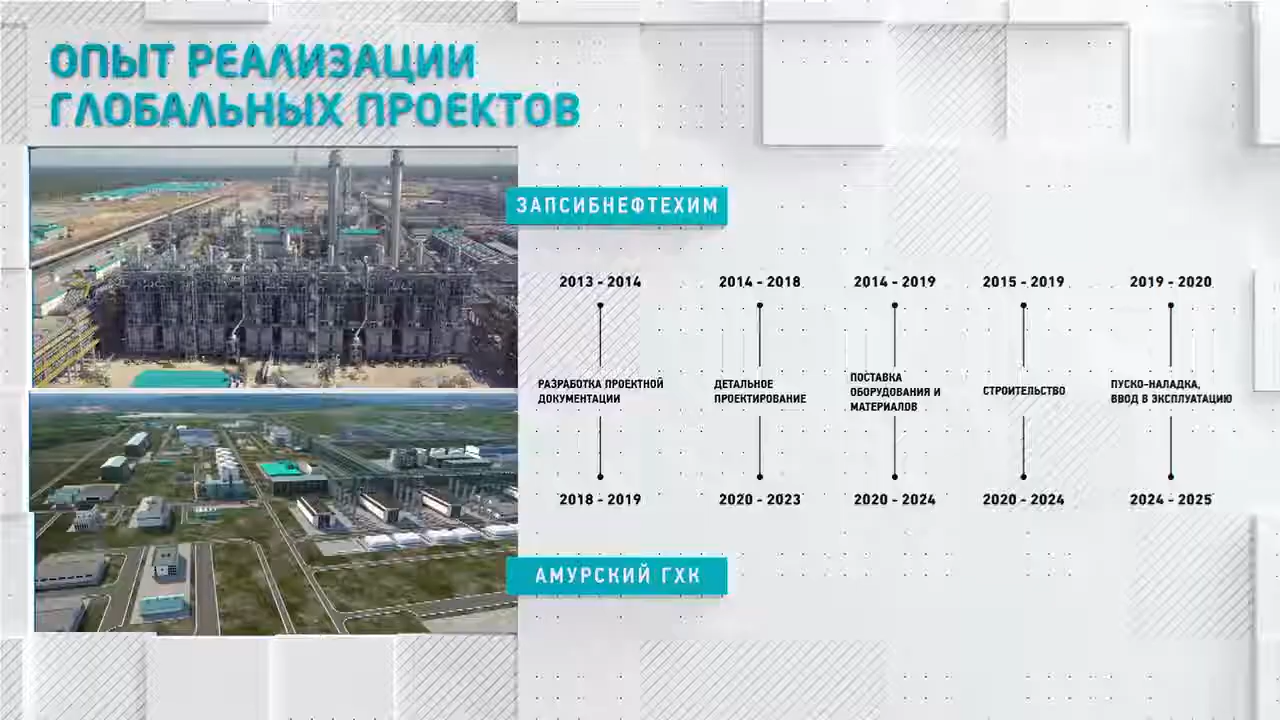 ОПЫТ РЕАЛИЗАЦИИ
ГЛОБАЛЬНЫХ ПРОЕКТОВ
ЗАПСИБНЕФТЕХИМ
2013 - 2014
2014 - 2018
2014 - 2019
2015 - 2019
2019 - 2020
РАЗРАБОТКА ПРОЕКТНОЙ
ДОКУМЕНТАЦИИ
ДЕТАЛЬНОЕ
ПРОЕКТИРОВАНИЕ
ПОСТАВКА
ОБОРУДОВАНИЯ И
МАТЕРИАЛОВ
СТРОИТЕЛЬСТВО
ПУСКО-НАЛАДКА,
ВВОД В ЭКСПЛУАТАЦИЮ
2018 - 2019
2020 - 2023
2020 - 2024
2020 - 2024
2024 - 2025
АМУРСКИЙ ГХК